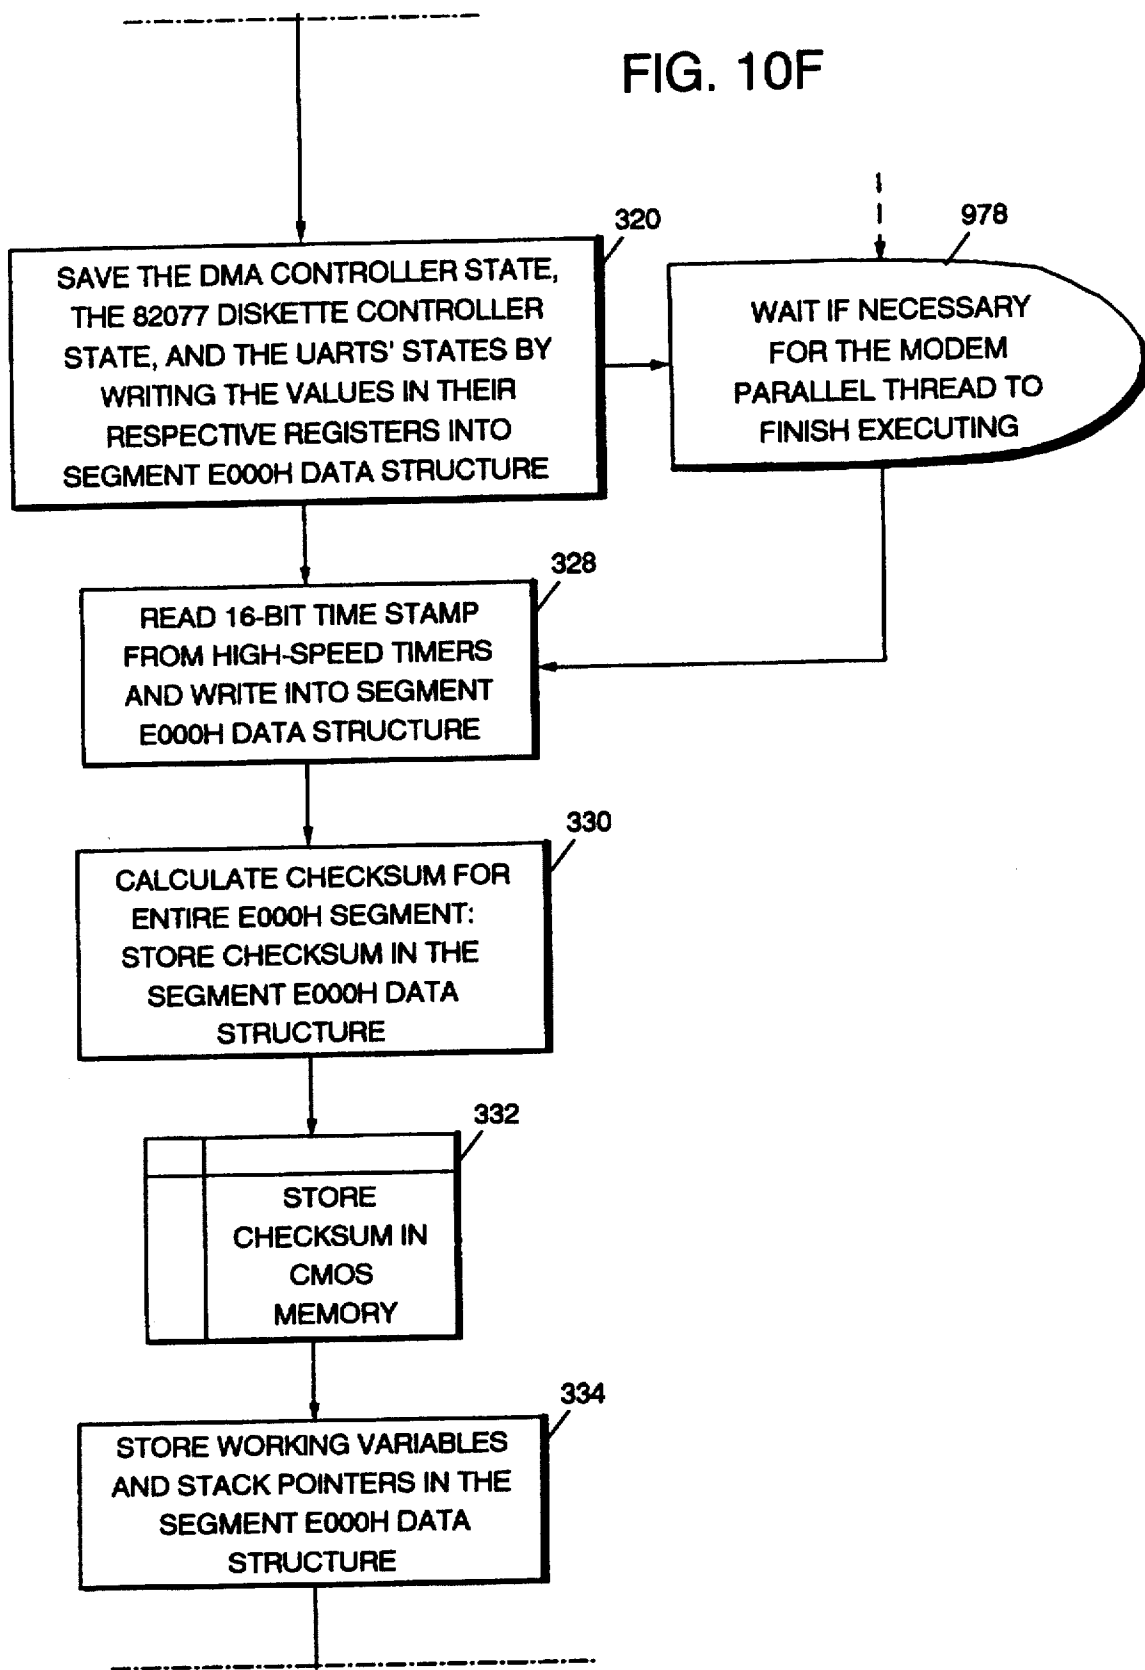 FIG. 10F
320
SAVE THE DMA CONTROLLER STATE,
THE 82077 DISKETTE CONTROLLER
STATE, AND THE UARTS' STATES BY
WRITING THE VALUES IN THEIR
RESPECTIVE REGISTERS INTO
SEGMENT E000H DATA STRUCTURE
978
WAIT IF NECESSARY
FOR THE MODEM
PARALLEL THREAD TO
FINISH EXECUTING
328
READ 16-BIT TIME STAMP
FROM HIGH-SPEED TIMERS
AND WRITE INTO SEGMENT
E000H DATA STRUCTURE
330
CALCULATE CHECKSUM FOR
ENTIRE E000H SEGMENT:
STORE CHECKSUM IN THE
SEGMENT E000H DATA
STRUCTURE
332
STORE
CHECKSUM IN
CMOS
MEMORY
334
STORE WORKING VARIABLES
AND STACK POINTERS IN THE
SEGMENT E000H DATA
STRUCTURE